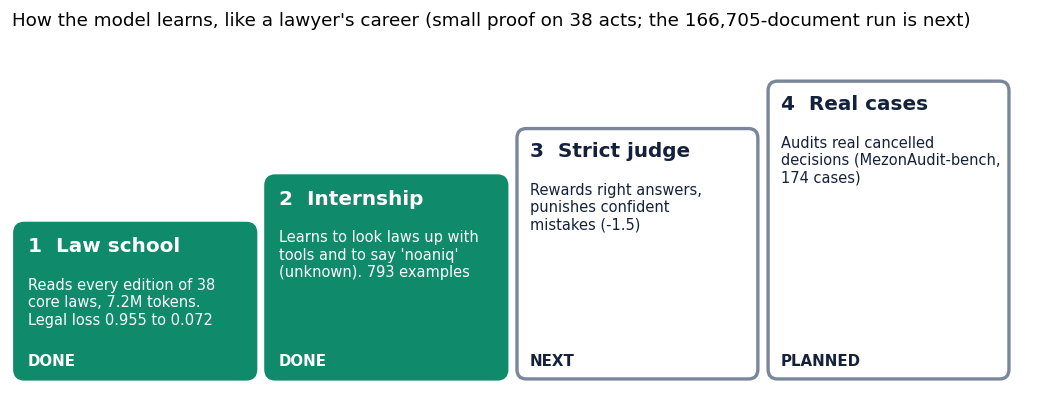 How the model learns, like a lawyer's career (small proof on 38 acts; the 166,705-document run is next)
1 Law school
Reads every edition of 38
core laws, 7.2M tokens.
Legal loss 0.955 to 0.072
DONE
2 Internship
Learns to look laws up with
tools and to say 'noaniq'
(unknown). 793 examples
DONE
3 Strict judge
Rewards right answers,
punishes confident
mistakes (-1.5)
NEXT
4 Real cases
Audits real cancelled
decisions (MezonAudit-bench,
174 cases)
PLANNED